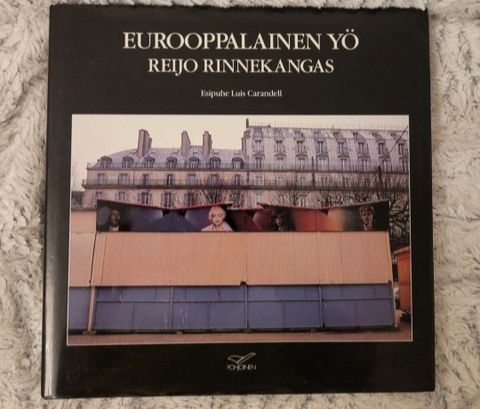 EUROOPPALAINEN YÖ
REIJO RINNEKANGAS
Esipuhe Luis Carandell
POHJOINEN